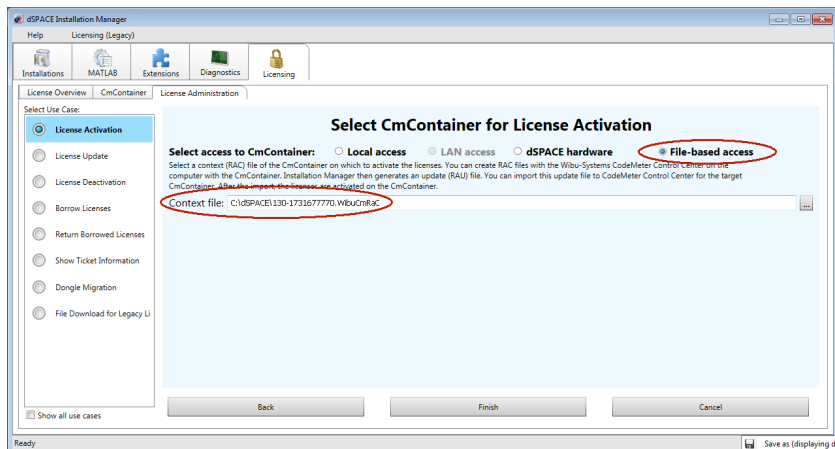 dSPACE Installation Manager
Help Licensing (Legacy)
Installations MATLAB Extensions Diagnostics Licensing
License Overview CmContainer License Administration
Select Use Case:
License Activation
License Update
License Deactivation
Borrow Licenses
Return Borrowed Licenses
Show Ticket Information
Dongle Migration
File Download for Legacy Li
Show all use cases
Select CmContainer for License Activation
Select access to CmContainer: Local access LAN access dSPACE hardware File-based access
Select a context (RAC) file of the CmContainer on which to activate the licenses. You can create RAC files with the Wibu-Systems CodeMeter Control Center on the
computer with the CmContainer. Installation Manager then generates an update (RAU) file. You can import this update file to CodeMeter Control Center for the target
CmContainer. After the import, the licenses are activated on the CmContainer.
Context file: C:\dSPACE\130-1731677770.WibuCmRaC ...
Back Finish Cancel
Ready Save as (displaying d